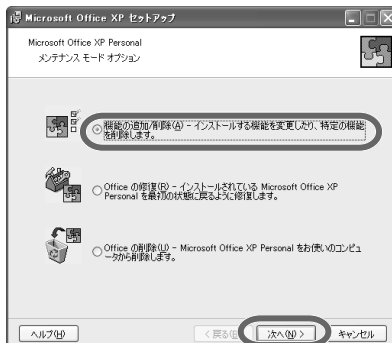 Microsoft Office XP セットアップ
Microsoft Office XP Personal
メンテナンス モード オプション
機能の追加/削除(A) - インストールする機能を変更したり、特定の機能
を削除します。
Office の修復(R) - インストールされている Microsoft Office XP
Personal を最初の状態に戻るように修復します。
Office の削除(U) - Microsoft Office XP Personal をお使いのコンピュ
ータから削除します。
ヘルプ(H)
< 戻る(B)
次へ(N) >
キャンセル